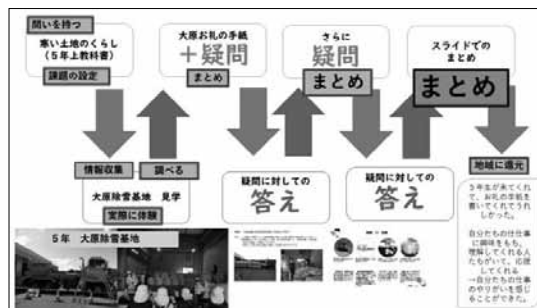 問いを持つ
寒い土地のくらし
（５年上教科書）
課題の設定
大原お礼の手紙
＋疑問
まとめ
さらに
疑問
まとめ
スライドでの
まとめ
まとめ
情報収集
調べる
大原除雪基地　見学
実際に体験
疑問に対しての
答え
疑問に対しての
答え
地域に還元
５年　大原除雪基地
５年生が来てくれ
て、お礼の手紙を
書いてくれてうれ
しかった。
自分たちの仕仕事
に興味をもち、
理解してくれる人
たちがいて、応援
してくれる
→自分たちの仕事
のやりがいを感じ
ることができた。